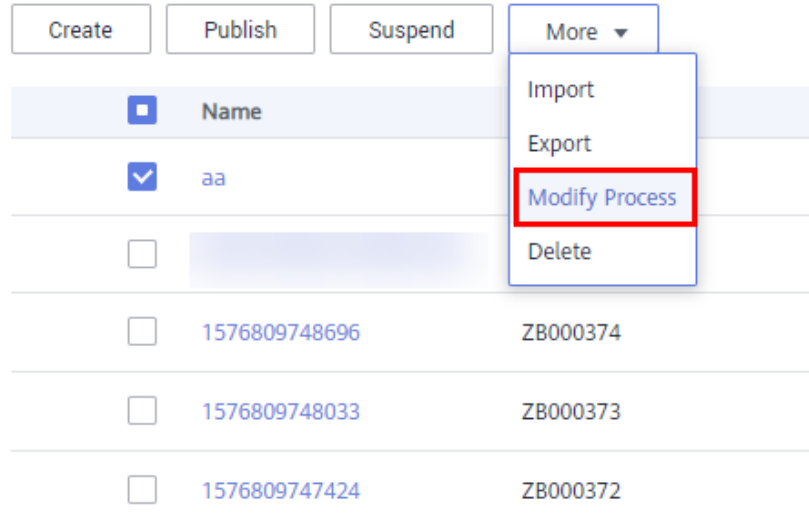 Create Publish Suspend More
Import
Name
Export
aa
Modify Process
Delete
1576809748696 ZB000374
1576809748033 ZB000373
1576809747424 ZB000372